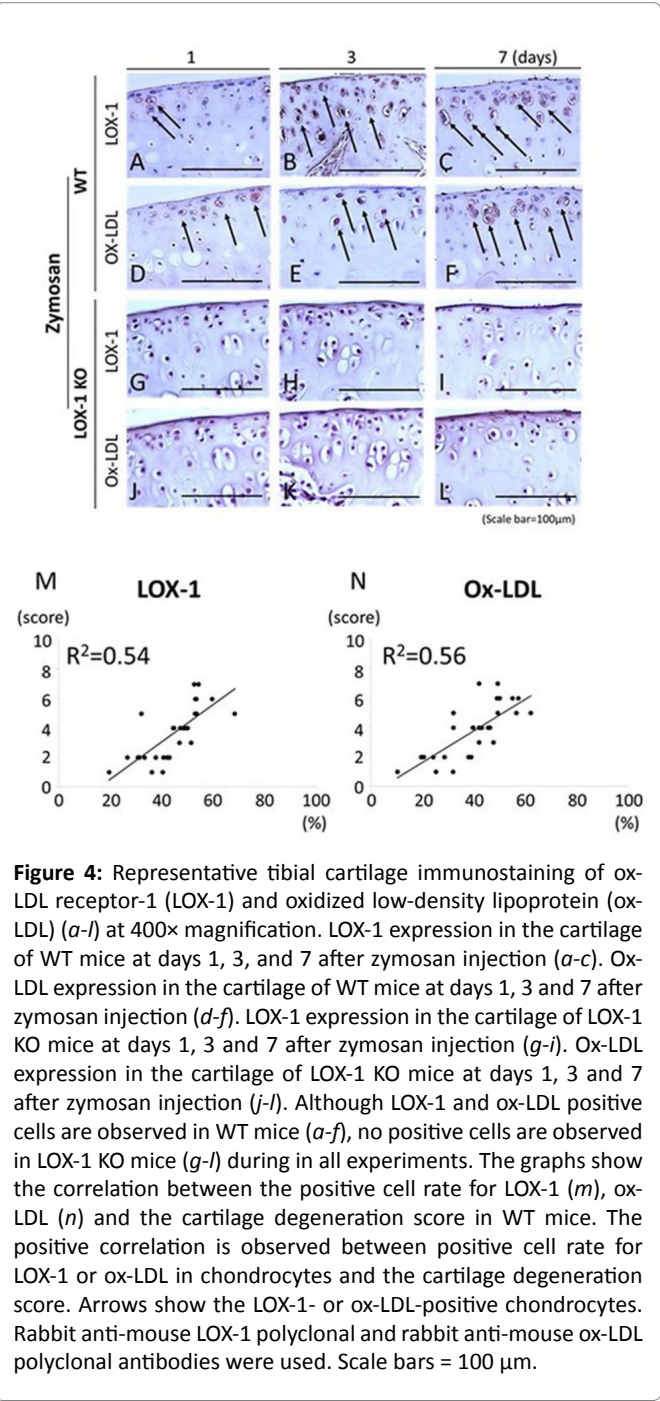 1 3 7 (days)
Zymosan
WT
LOX-1
A B C
OX-LDL
D E F
LOX-1 KO
LOX-1
G H I
Ox-LDL
J K L
(Scale bar=100μm)
M LOX-1
(score)
R²=0.54
10
8
6
4
2
0
0 20 40 60 80 100
(%)
N Ox-LDL
(score)
R²=0.56
10
8
6
4
2
0
0 20 40 60 80 100
(%)
Figure 4: Representative tibial cartilage immunostaining of ox-
LDL receptor-1 (LOX-1) and oxidized low-density lipoprotein (ox-
LDL) (a-l) at 400× magnification. LOX-1 expression in the cartilage
of WT mice at days 1, 3, and 7 after zymosan injection (a-c). Ox-
LDL expression in the cartilage of WT mice at days 1, 3 and 7 after
zymosan injection (d-f). LOX-1 expression in the cartilage of LOX-1
KO mice at days 1, 3 and 7 after zymosan injection (g-i). Ox-LDL
expression in the cartilage of LOX-1 KO mice at days 1, 3 and 7
after zymosan injection (j-l). Although LOX-1 and ox-LDL positive
cells are observed in WT mice (a-f), no positive cells are observed
in LOX-1 KO mice (g-l) during in all experiments. The graphs show
the correlation between the positive cell rate for LOX-1 (m), ox-
LDL (n) and the cartilage degeneration score in WT mice. The
positive correlation is observed between positive cell rate for
LOX-1 or ox-LDL in chondrocytes and the cartilage degeneration
score. Arrows show the LOX-1- or ox-LDL-positive chondrocytes.
Rabbit anti-mouse LOX-1 polyclonal and rabbit anti-mouse ox-LDL
polyclonal antibodies were used. Scale bars = 100 μm.